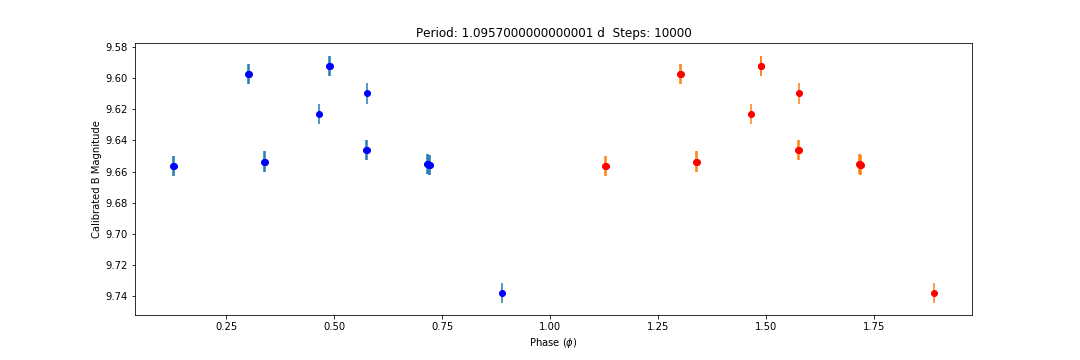 Period: 1.0957000000000001 d  Steps: 10000
Calibrated B Magnitude
9.58
9.60
9.62
9.64
9.66
9.68
9.70
9.72
9.74
0.25 0.50 0.75 1.00 1.25 1.50 1.75
Phase (ϕ)